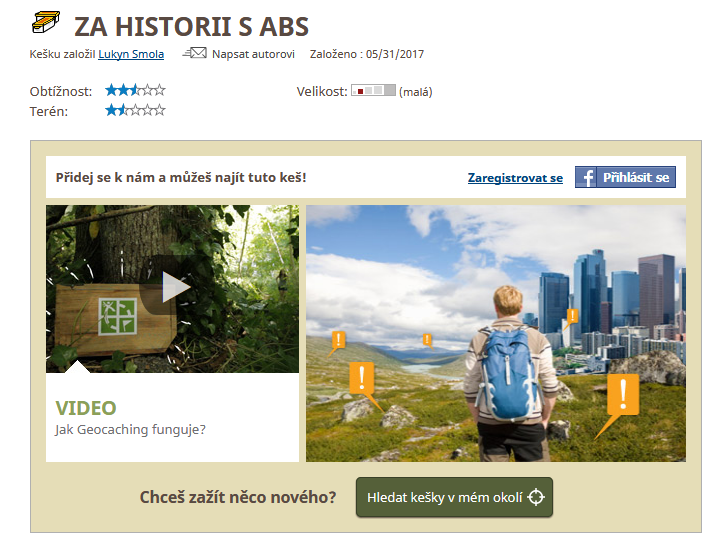 ZA HISTORII S ABS
Kešku založil Lukyn Smola Napsat autorovi Založeno : 05/31/2017
Obtížnost: Velikost: (malá)
Terén:
Přidej se k nám a můžeš najít tuto keš! Zaregistrovat se f Přihlásit se
! ! ! ! !
VIDEO
Jak Geocaching funguje?
Chceš zažít něco nového? Hledat kešky v mém okolí